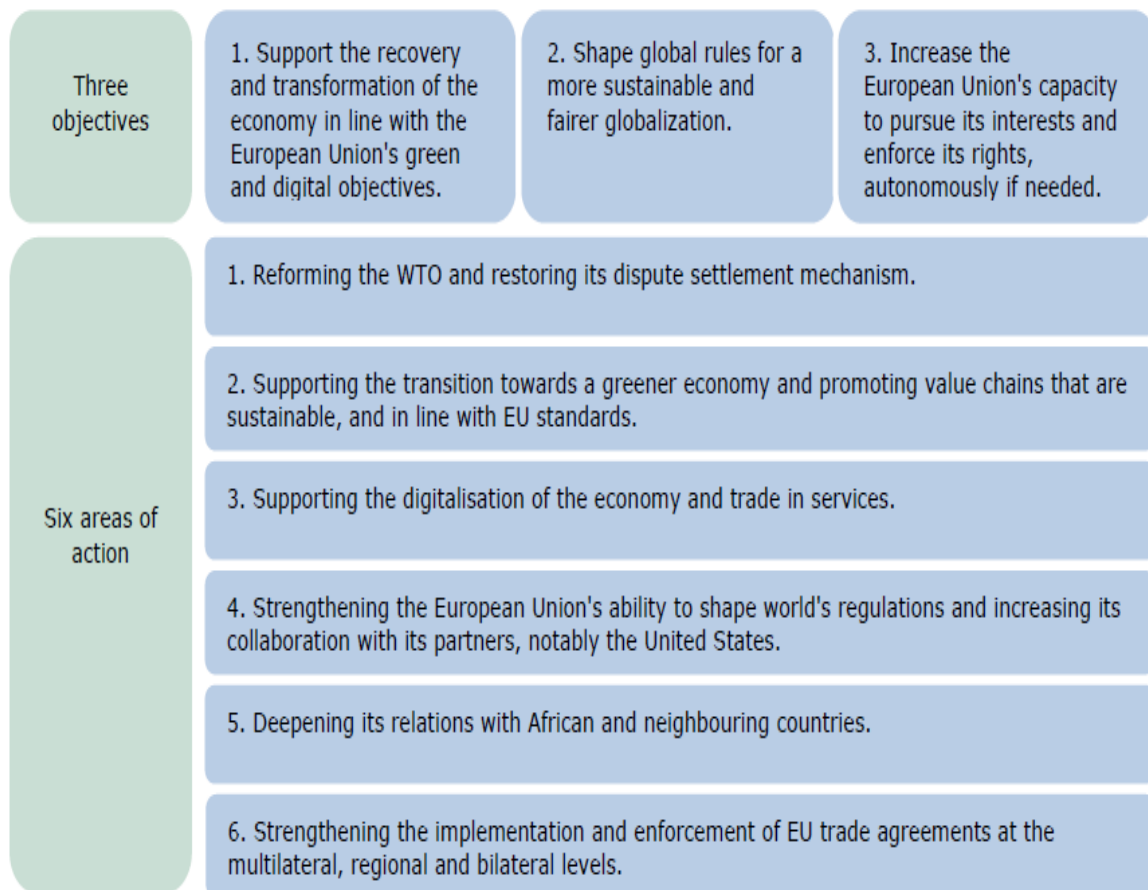 Three
objectives
1. Support the recovery
and transformation of the
economy in line with the
European Union's green
and digital objectives.
2. Shape global rules for a
more sustainable and
fairer globalization.
3. Increase the
European Union's capacity
to pursue its interests and
enforce its rights,
autonomously if needed.
Six areas of
action
1. Reforming the WTO and restoring its dispute settlement mechanism.
2. Supporting the transition towards a greener economy and promoting value chains that are
sustainable, and in line with EU standards.
3. Supporting the digitalisation of the economy and trade in services.
4. Strengthening the European Union's ability to shape world's regulations and increasing its
collaboration with its partners, notably the United States.
5. Deepening its relations with African and neighbouring countries.
6. Strengthening the implementation and enforcement of EU trade agreements at the
multilateral, regional and bilateral levels.